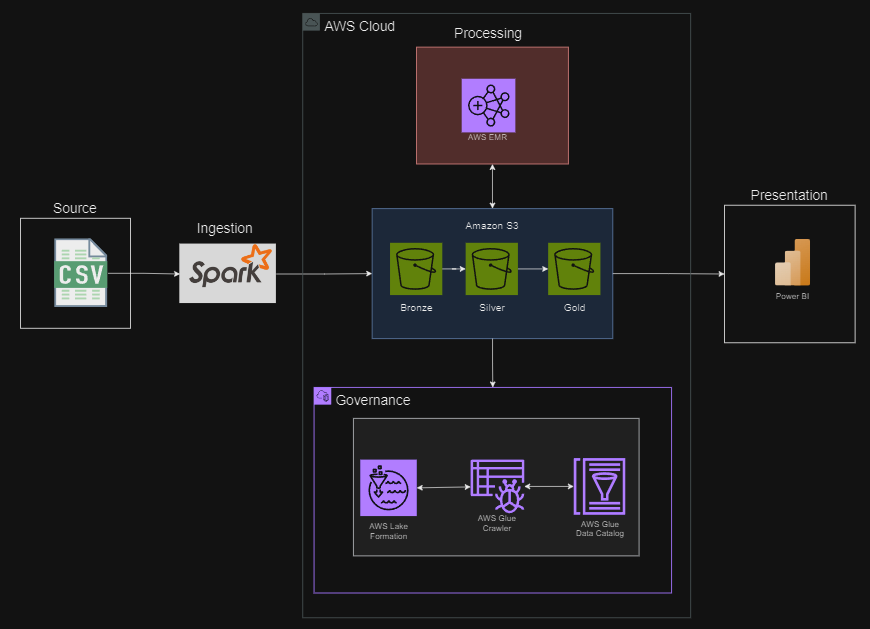 AWS Cloud
Processing
AWS EMR
Source
CSV
Ingestion
Spark
Amazon S3
Bronze
Silver
Gold
Presentation
Power BI
Governance
AWS Lake
Formation
AWS Glue
Crawler
AWS Glue
Data Catalog